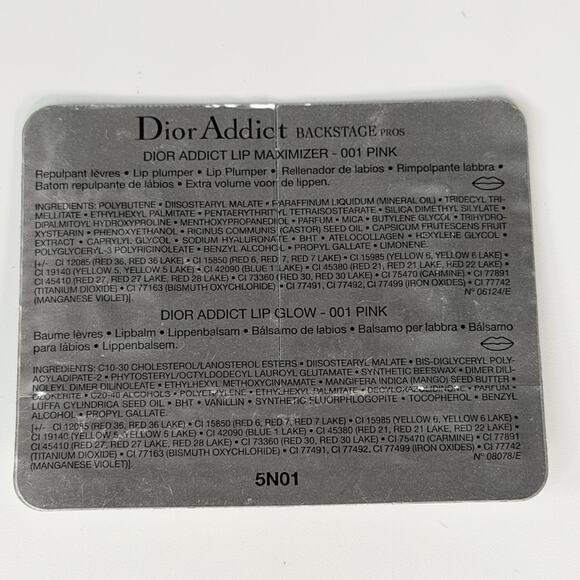 Dior Addict BACKSTAGE PROS
DIOR ADDICT LIP MAXIMIZER - 001 PINK
Repulpant lèvres • Lip plumper • Lip Plumper • Rellenador de labios • Rimpolpante labbra •
Batom repulpante de lábios • Extra volume voor de lippen.
INGREDIENTS: POLYBUTENE • DIISOSTEARYL MALATE • PARAFFINUM LIQUIDUM (MINERAL OIL) • TRIDECYL TRI-
MELLITATE • ETHYLHEXYL PALMITATE • PENTAERYTHRITYL TETRAISOSTEARATE • SILICA DIMETHYL SILYLATE •
DIPALMITOYL HYDROXYPROLINE • MENTHOXYPROPANEDIOL • PARFUM • MICA • BUTYLENE GLYCOL • TRIHYDRO-
XYSTEARIN • PHENOXYETHANOL • RICINUS COMMUNIS (CASTOR) SEED OIL • CAPSICUM FRUTESCENS FRUIT
EXTRACT • CAPRYLYL GLYCOL • SODIUM HYALURONATE • BHT • ATELOCOLLAGEN • HEXYLENE GLYCOL •
POLYGLYCERYL-3 POLYRICINOLEATE • BENZYL ALCOHOL • PROPYL GALLATE • LIMONENE.
[+/- CI 12085 (RED 36, RED 36 LAKE) • CI 15850 (RED 6, RED 7, RED 7 LAKE) • CI 15985 (YELLOW 6, YELLOW 6 LAKE)
• CI 19140 (YELLOW 5, YELLOW 5 LAKE) • CI 42090 (BLUE 1 LAKE) • CI 45380 (RED 21, RED 21 LAKE, RED 22 LAKE) •
CI 45410 (RED 27, RED 27 LAKE, RED 28 LAKE) • CI 73360 (RED 30, RED 30 LAKE) • CI 75470 (CARMINE) • CI 77891
(TITANIUM DIOXIDE) • CI 77163 (BISMUTH OXYCHLORIDE) • CI 77491, CI 77492, CI 77499 (IRON OXIDES) • CI 77742
(MANGANESE VIOLET)]. N° 06124/E
DIOR ADDICT LIP GLOW - 001 PINK
Baume lèvres • Lipbalm • Lippenbalsam • Bálsamo de labios • Balsamo per labbra • Bálsamo
para lábios • Lippenbalsem.
INGREDIENTS: C10-30 CHOLESTEROL/LANOSTEROL ESTERS • DIISOSTEARYL MALATE • BIS-DIGLYCERYL POLY-
ACYLADIPATE-2 • PHYTOSTERYL/OCTYLDODECYL LAUROYL GLUTAMATE • SYNTHETIC BEESWAX • DIMER DILI-
NOLEYL DIMER DILINOLEATE • ETHYLHEXYL METHOXYCINNAMATE • MANGIFERA INDICA (MANGO) SEED BUTTER •
OZOKERITE • C20-40 ALCOHOLS • POLYETHYLENE • ETHYLHEXYL PALMITATE • DECYLOXAZOLIDINONE • PARFUM •
LUFFA CYLINDRICA SEED OIL • BHT • VANILLIN • SYNTHETIC FLUORPHLOGOPITE • TOCOPHEROL • BENZYL
ALCOHOL • PROPYL GALLATE.
[+/- CI 12085 (RED 36, RED 36 LAKE) • CI 15850 (RED 6, RED 7, RED 7 LAKE) • CI 15985 (YELLOW 6, YELLOW 6 LAKE)
• CI 19140 (YELLOW 5, YELLOW 5 LAKE) • CI 42090 (BLUE 1 LAKE) • CI 45380 (RED 21, RED 21 LAKE, RED 22 LAKE)
• CI 45410 (RED 27, RED 27 LAKE, RED 28 LAKE) • CI 73360 (RED 30, RED 30 LAKE) • CI 75470 (CARMINE) • CI 77891
(TITANIUM DIOXIDE) • CI 77163 (BISMUTH OXYCHLORIDE) • CI 77491, CI 77492, CI 77499 (IRON OXIDES) • CI 77742
(MANGANESE VIOLET)]. N° 08078/E
5N01